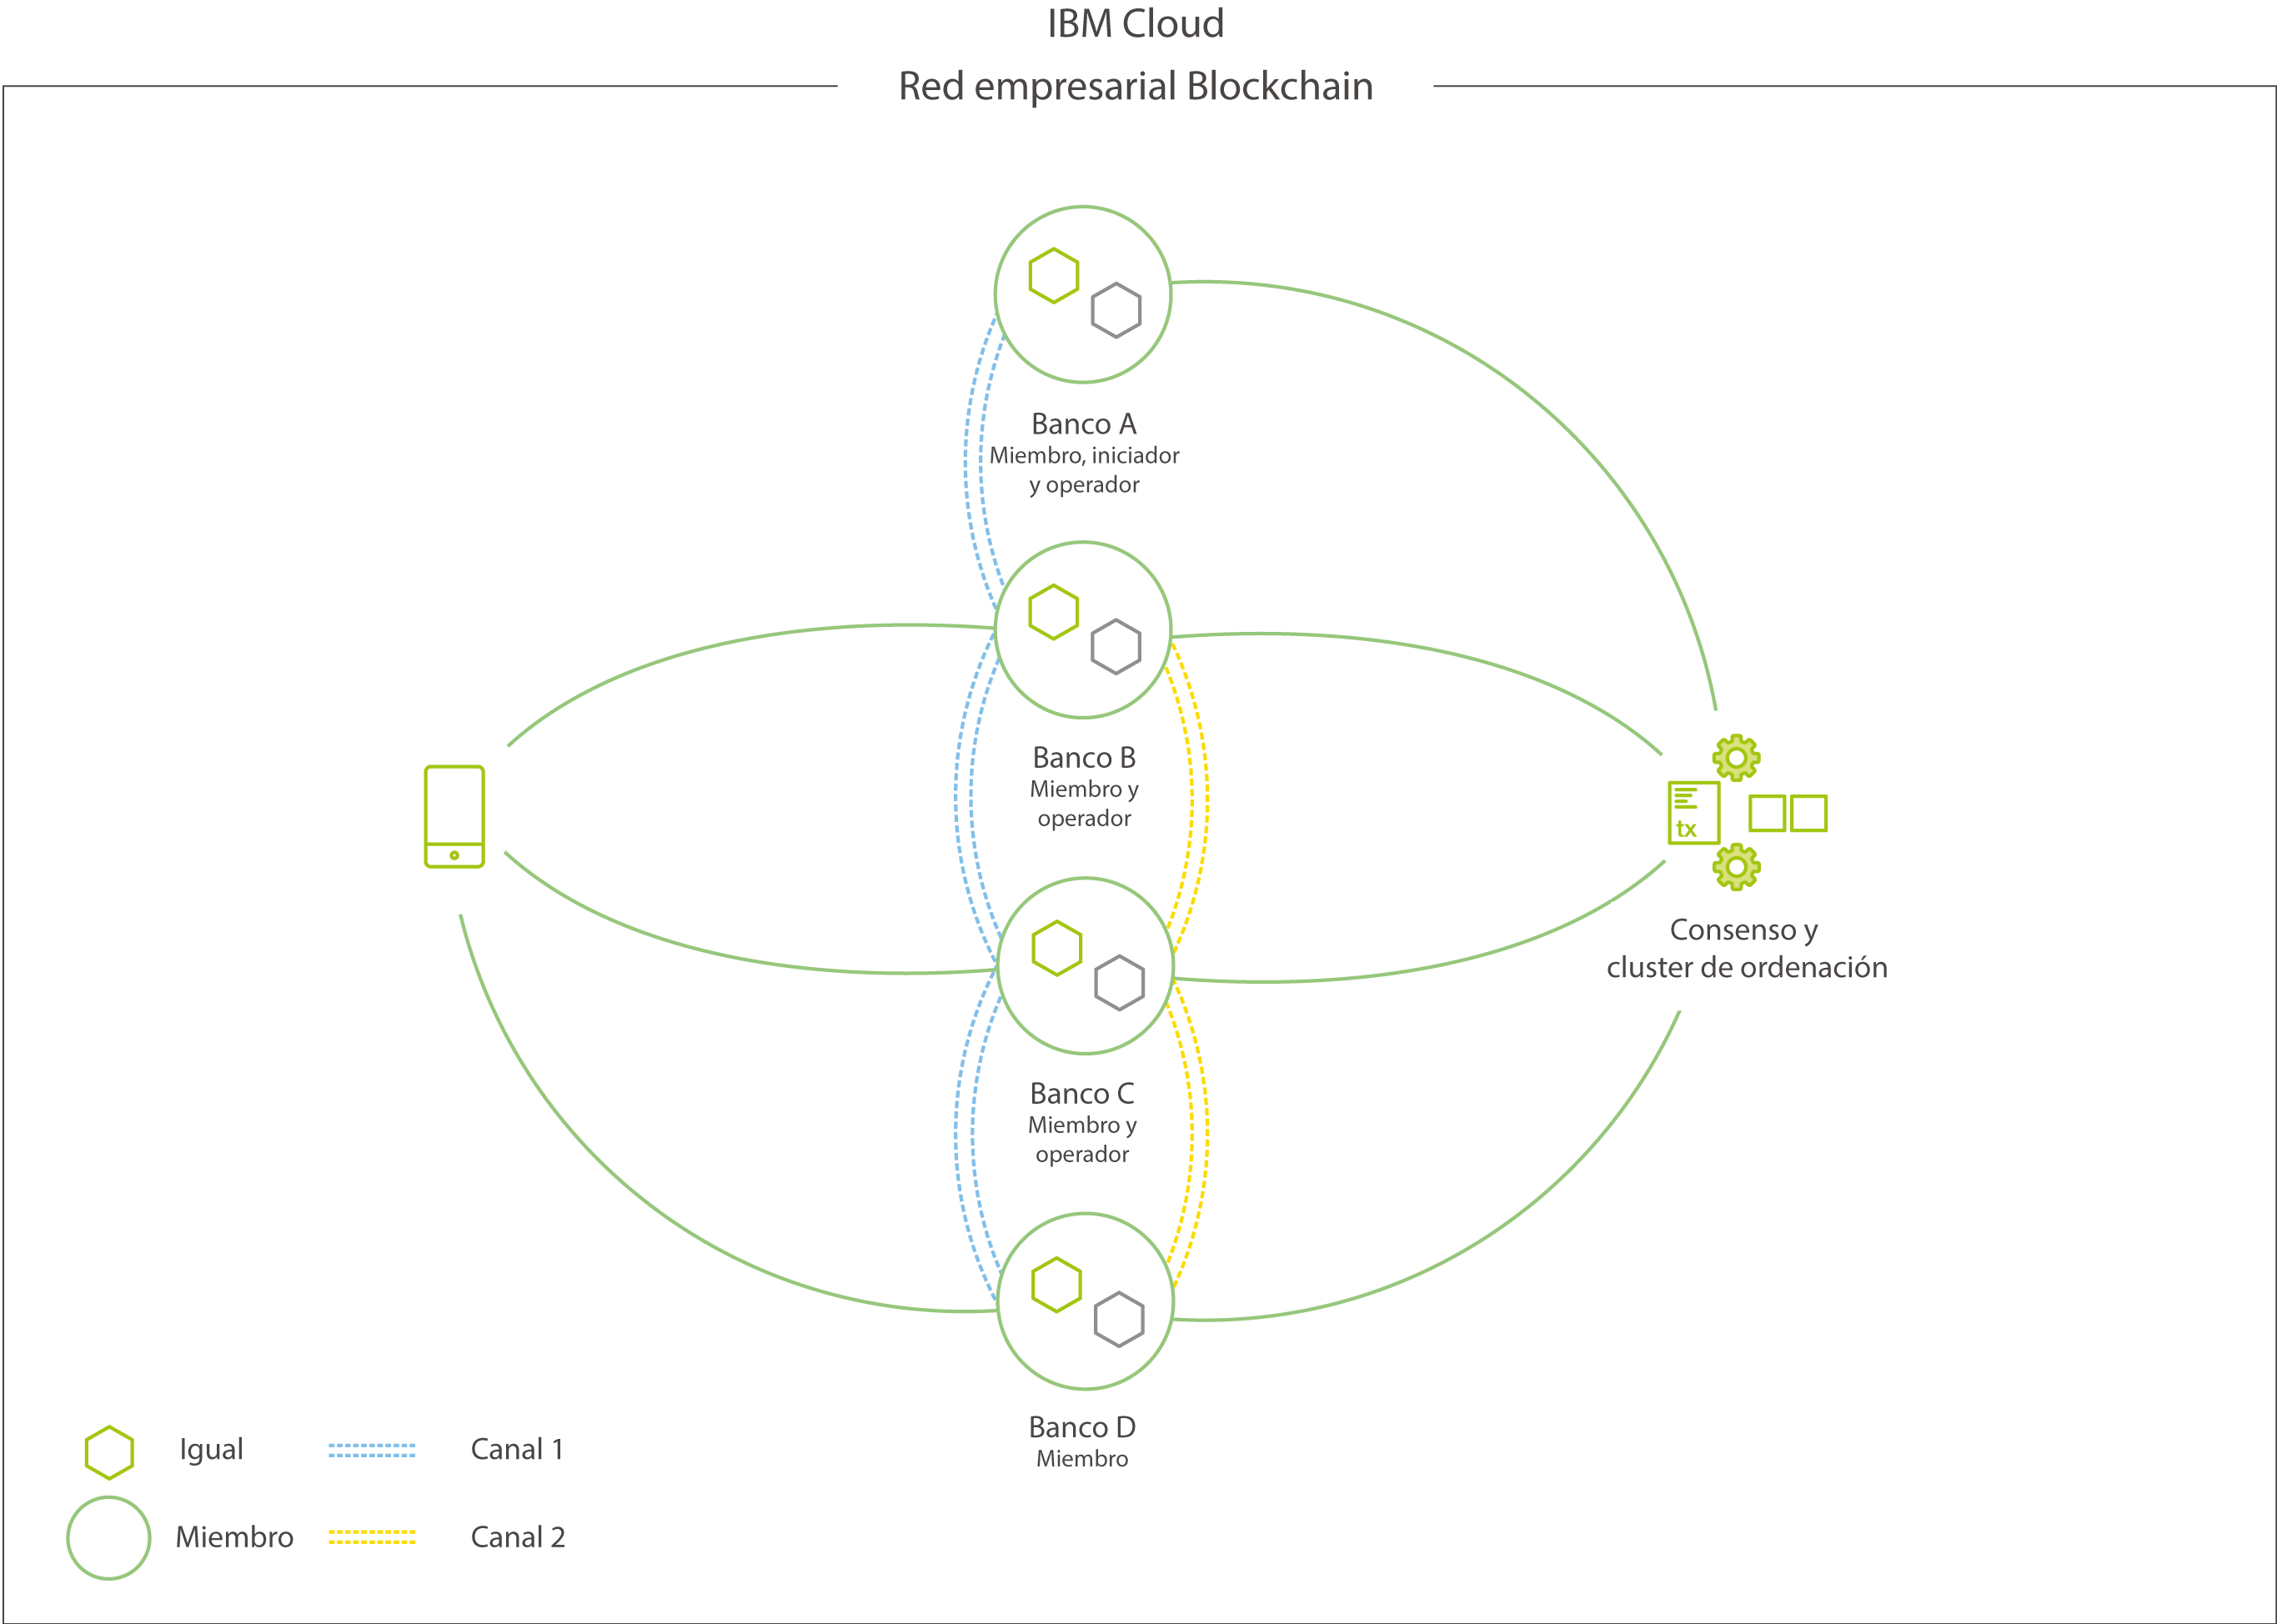 IBM Cloud
Red empresarial Blockchain
Banco A
Miembro, iniciador
y operador
Banco B
Miembro y
operador
tx
Consenso y
cluster de ordenación
Banco C
Miembro y
operador
Banco D
Miembro
Igual
Canal 1
Miembro
Canal 2